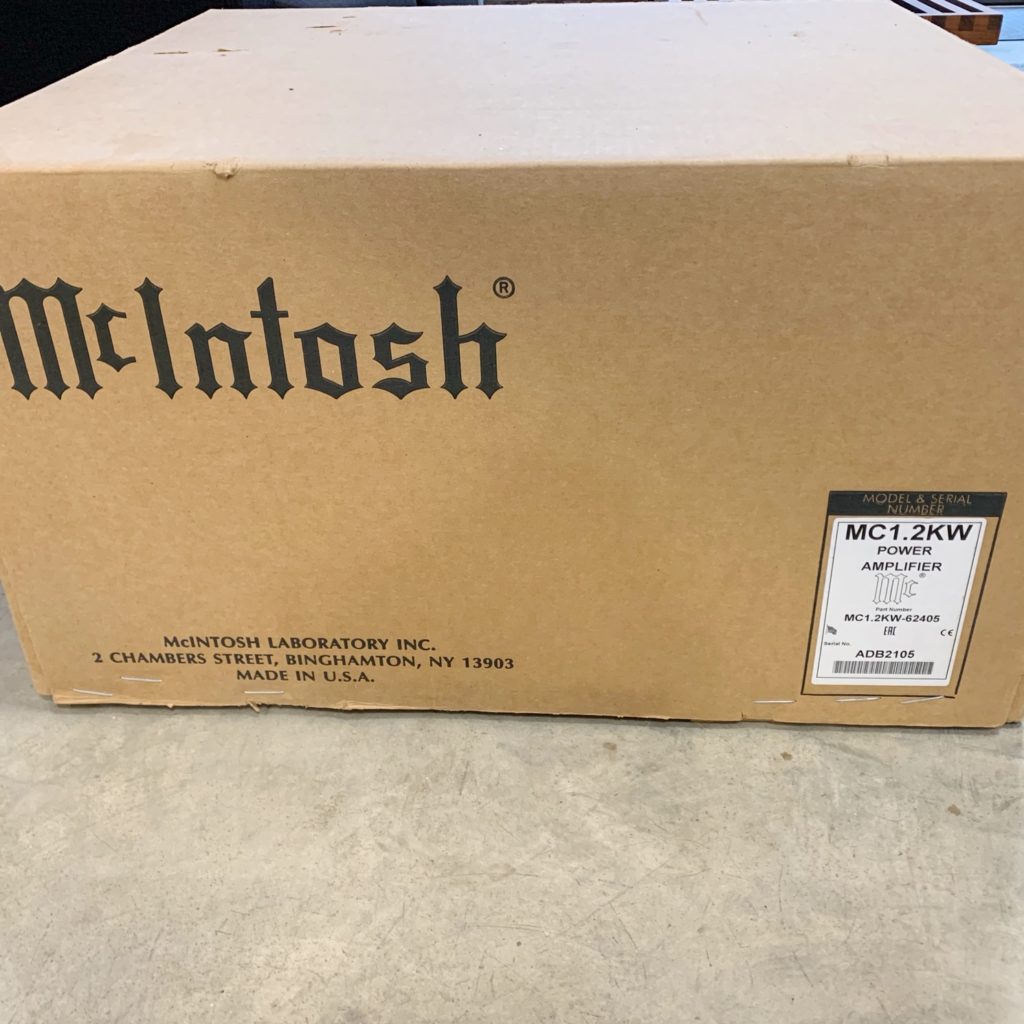 McIntosh®
McINTOSH LABORATORY INC.
2 CHAMBERS STREET, BINGHAMTON, NY 13903
MADE IN U.S.A.
MODEL & SERIAL
NUMBER
MC1.2KW
POWER
AMPLIFIER
Mc®
Part Number
MC1.2KW-62405
EAC CE
Serial No.
ADB2105